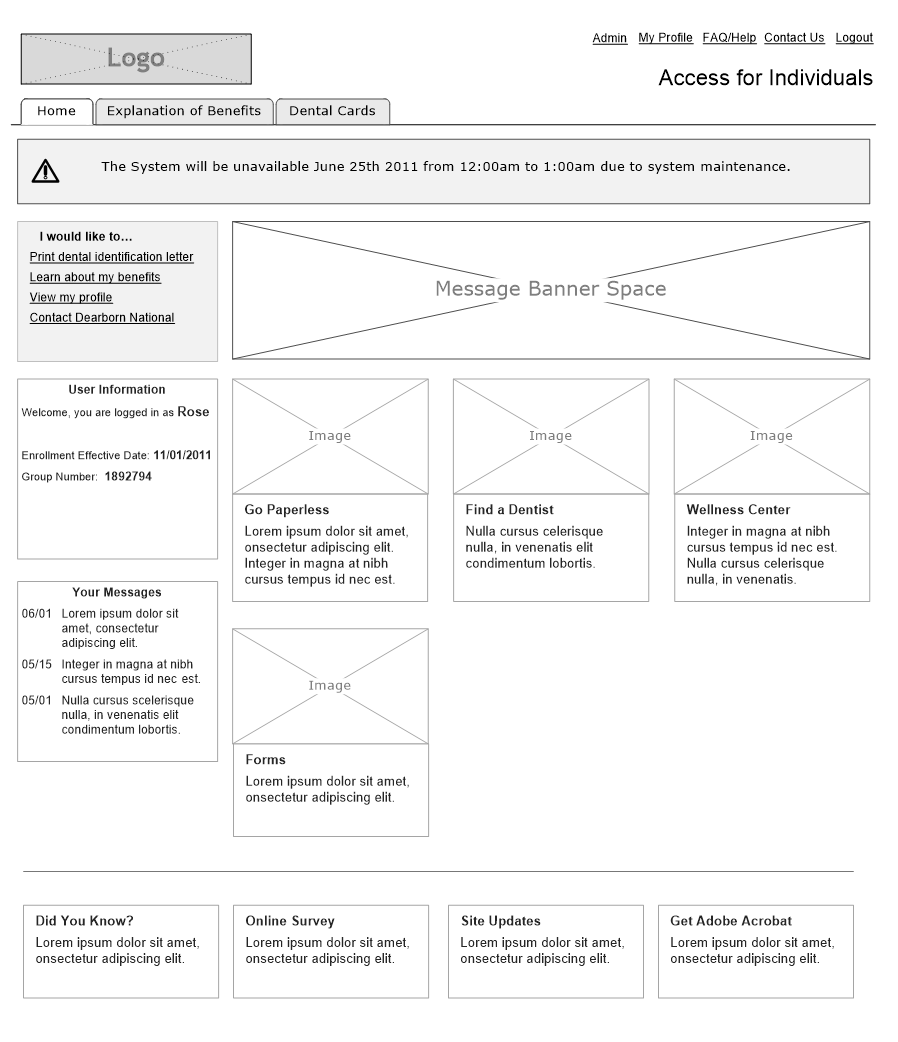 Logo
Admin My Profile FAQ/Help Contact Us Logout
Access for Individuals
Home Explanation of Benefits Dental Cards
The System will be unavailable June 25th 2011 from 12:00am to 1:00am due to system maintenance.
I would like to...
Print dental identification letter
Learn about my benefits
View my profile
Contact Dearborn National
Message Banner Space
User Information
Welcome, you are logged in as Rose
Enrollment Effective Date: 11/01/2011
Group Number: 1892794
Your Messages
06/01 Lorem ipsum dolor sit
amet, consectetur
adipiscing elit.
05/15 Integer in magna at nibh
cursus tempus id nec est.
05/01 Nulla cursus scelerisque
nulla, in venenatis elit
condimentum lobortis.
Image
Go Paperless
Lorem ipsum dolor sit amet,
onsectetur adipiscing elit.
Integer in magna at nibh
cursus tempus id nec est.
Image
Find a Dentist
Nulla cursus celerisque
nulla, in venenatis elit
condimentum lobortis.
Image
Wellness Center
Integer in magna at nibh
cursus tempus id nec est.
Nulla cursus celerisque
nulla, in venenatis.
Image
Forms
Lorem ipsum dolor sit amet,
onsectetur adipiscing elit.
Did You Know?
Lorem ipsum dolor sit amet,
onsectetur adipiscing elit.
Online Survey
Lorem ipsum dolor sit amet,
onsectetur adipiscing elit.
Site Updates
Lorem ipsum dolor sit amet,
onsectetur adipiscing elit.
Get Adobe Acrobat
Lorem ipsum dolor sit amet,
onsectetur adipiscing elit.